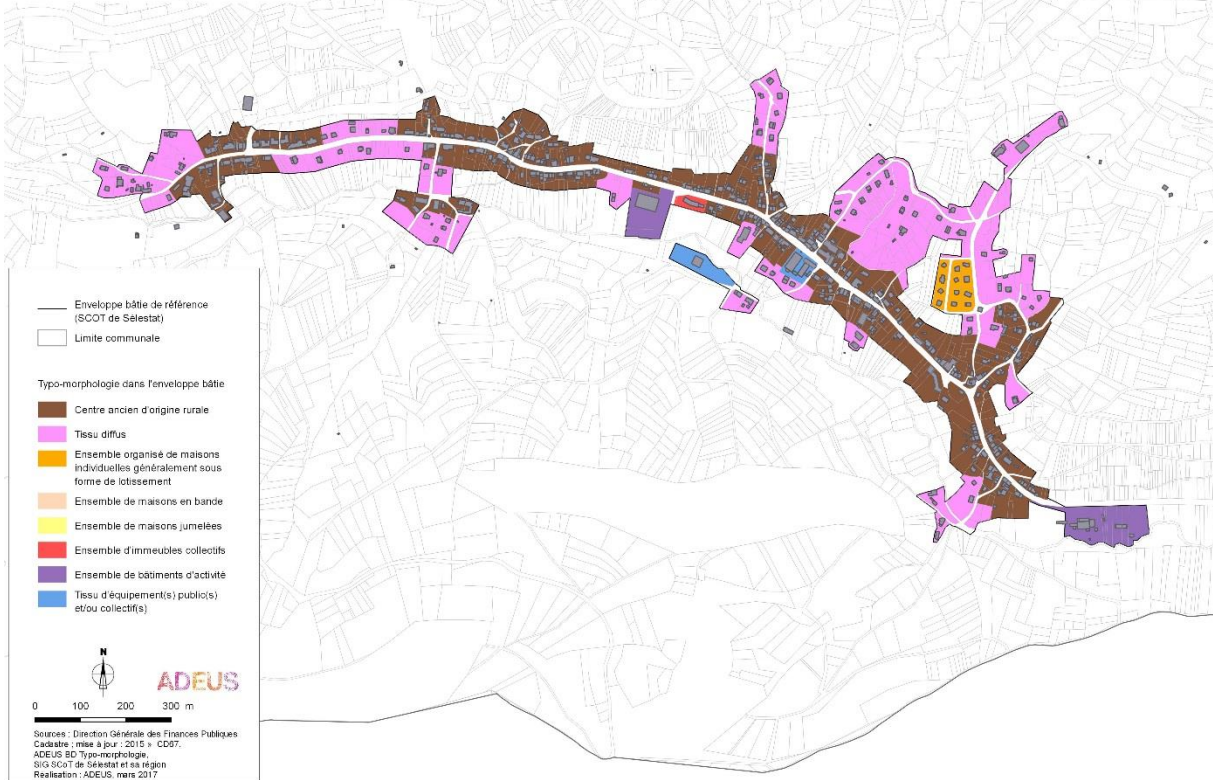 Enveloppe bâtie de référence
(SCOT de Sélestat)
Limite communale
Typo-morphologie dans l'enveloppe bâtie
Centre ancien d'origine rurale
Tissu diffus
Ensemble organisé de maisons
individuelles généralement sous
forme de lotissement
Ensemble de maisons en bande
Ensemble de maisons jumelées
Ensemble d'immeubles collectifs
Ensemble de bâtiments d'activité
Tissu d'équipement(s) public(s)
et/ou collectif(s)
N
ADEUS
0 100 200 300 m
Sources : Direction Générale des Finances Publiques
Cadastre ; mise à jour : 2015 » CD67.
ADEUS BD Typo-morphologie,
SIG SCoT de Sélestat et sa région
Réalisation : ADEUS, mars 2017